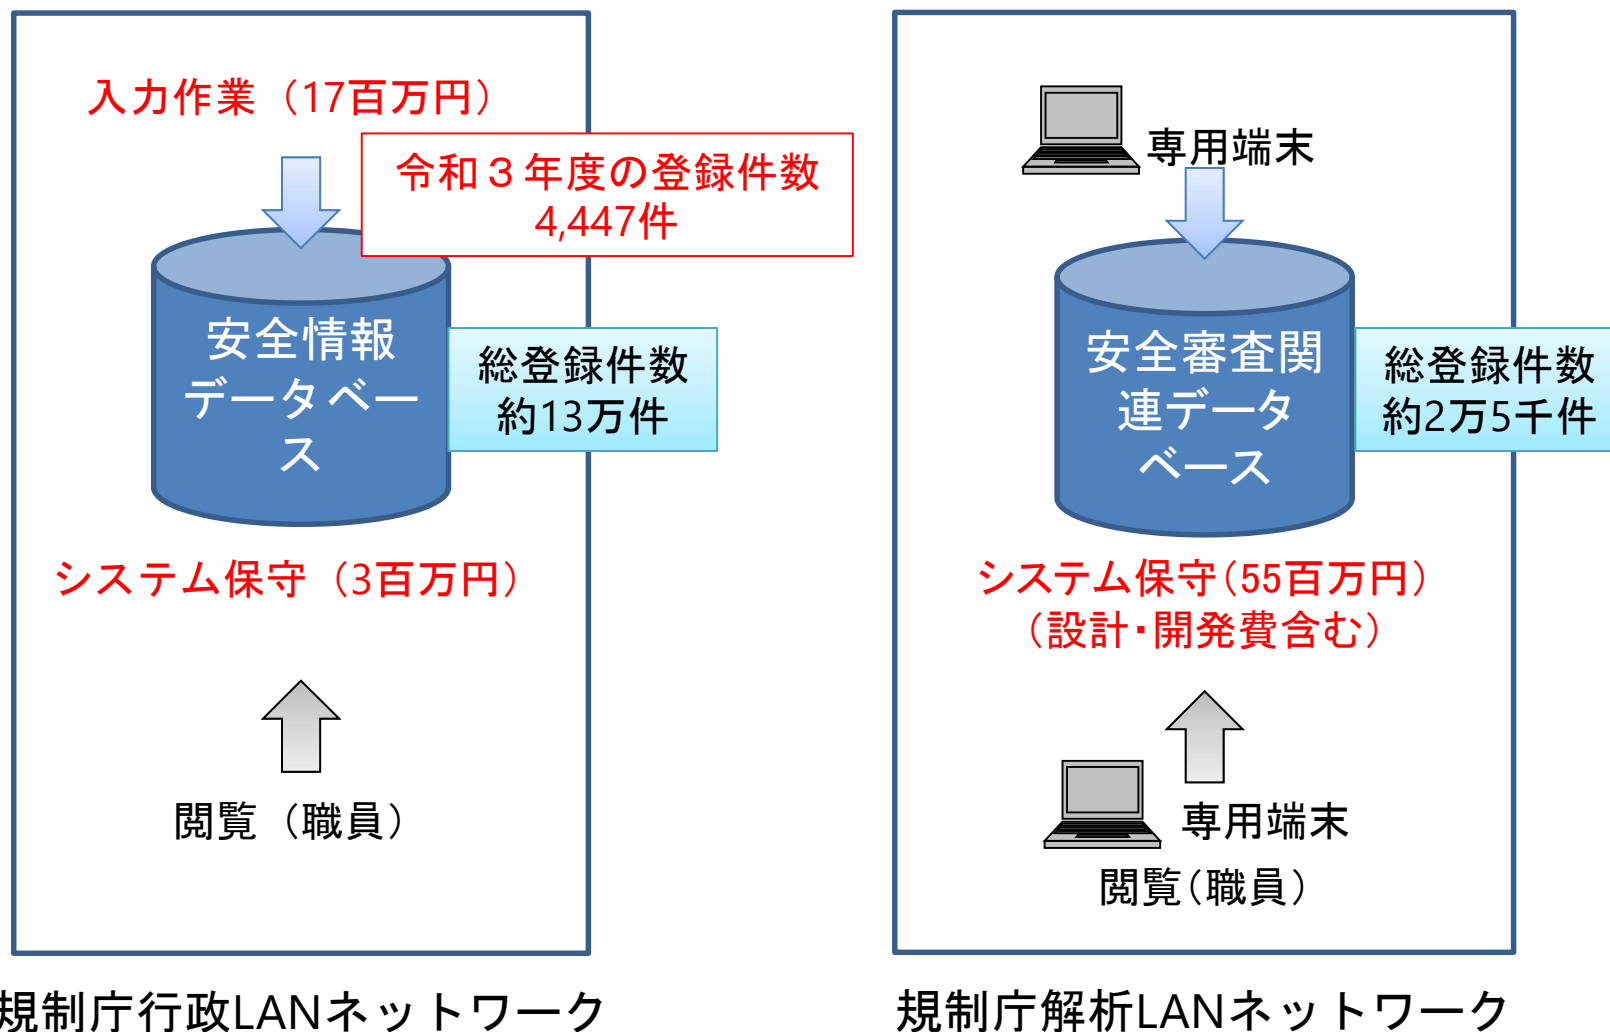 入力作業（17百万円）
令和３年度の登録件数
4,447件
安全情報
データベー
ス
総登録件数
約13万件
システム保守（3百万円）
閲覧（職員）
規制庁行政LANネットワーク
専用端末
安全審査関
連データ
ベース
総登録件数
約2万5千件
システム保守（55百万円）
（設計・開発費含む）
専用端末
閲覧（職員）
規制庁解析LANネットワーク